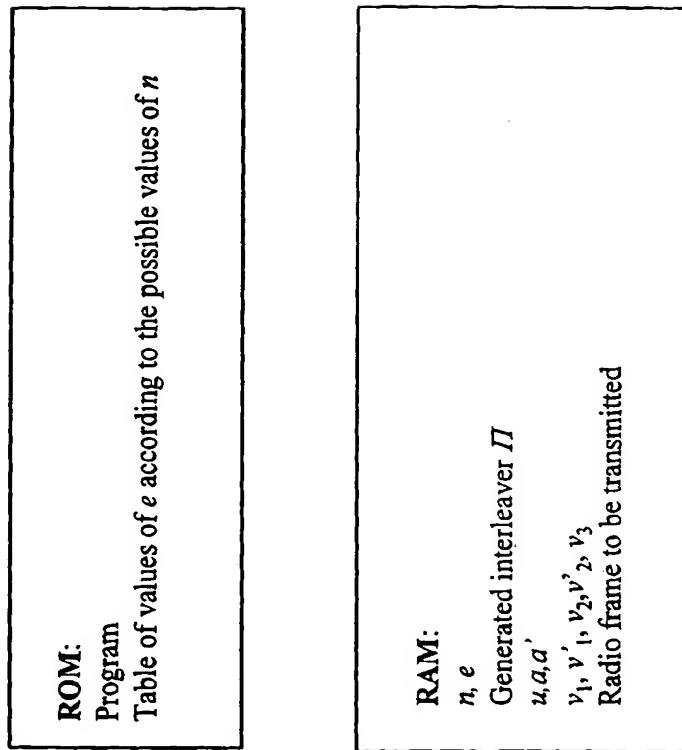 ROM:
Program
Table of values of e according to the possible values of n
RAM:
n, e
Generated interleaver Π
u,a,a'
v₁, v'₁, v₂,v'₂, v₃
Radio frame to be transmitted